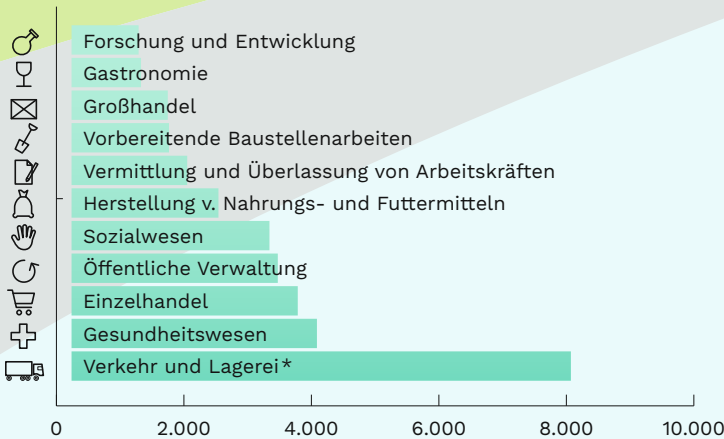 Forschung und Entwicklung
Gastronomie
Großhandel
Vorbereitende Baustellenarbeiten
Vermittlung und Überlassung von Arbeitskräften
Herstellung v. Nahrungs- und Futtermitteln
Sozialwesen
Öffentliche Verwaltung
Einzelhandel
Gesundheitswesen
Verkehr und Lagerei*
0 2.000 4.000 6.000 8.000 10.000